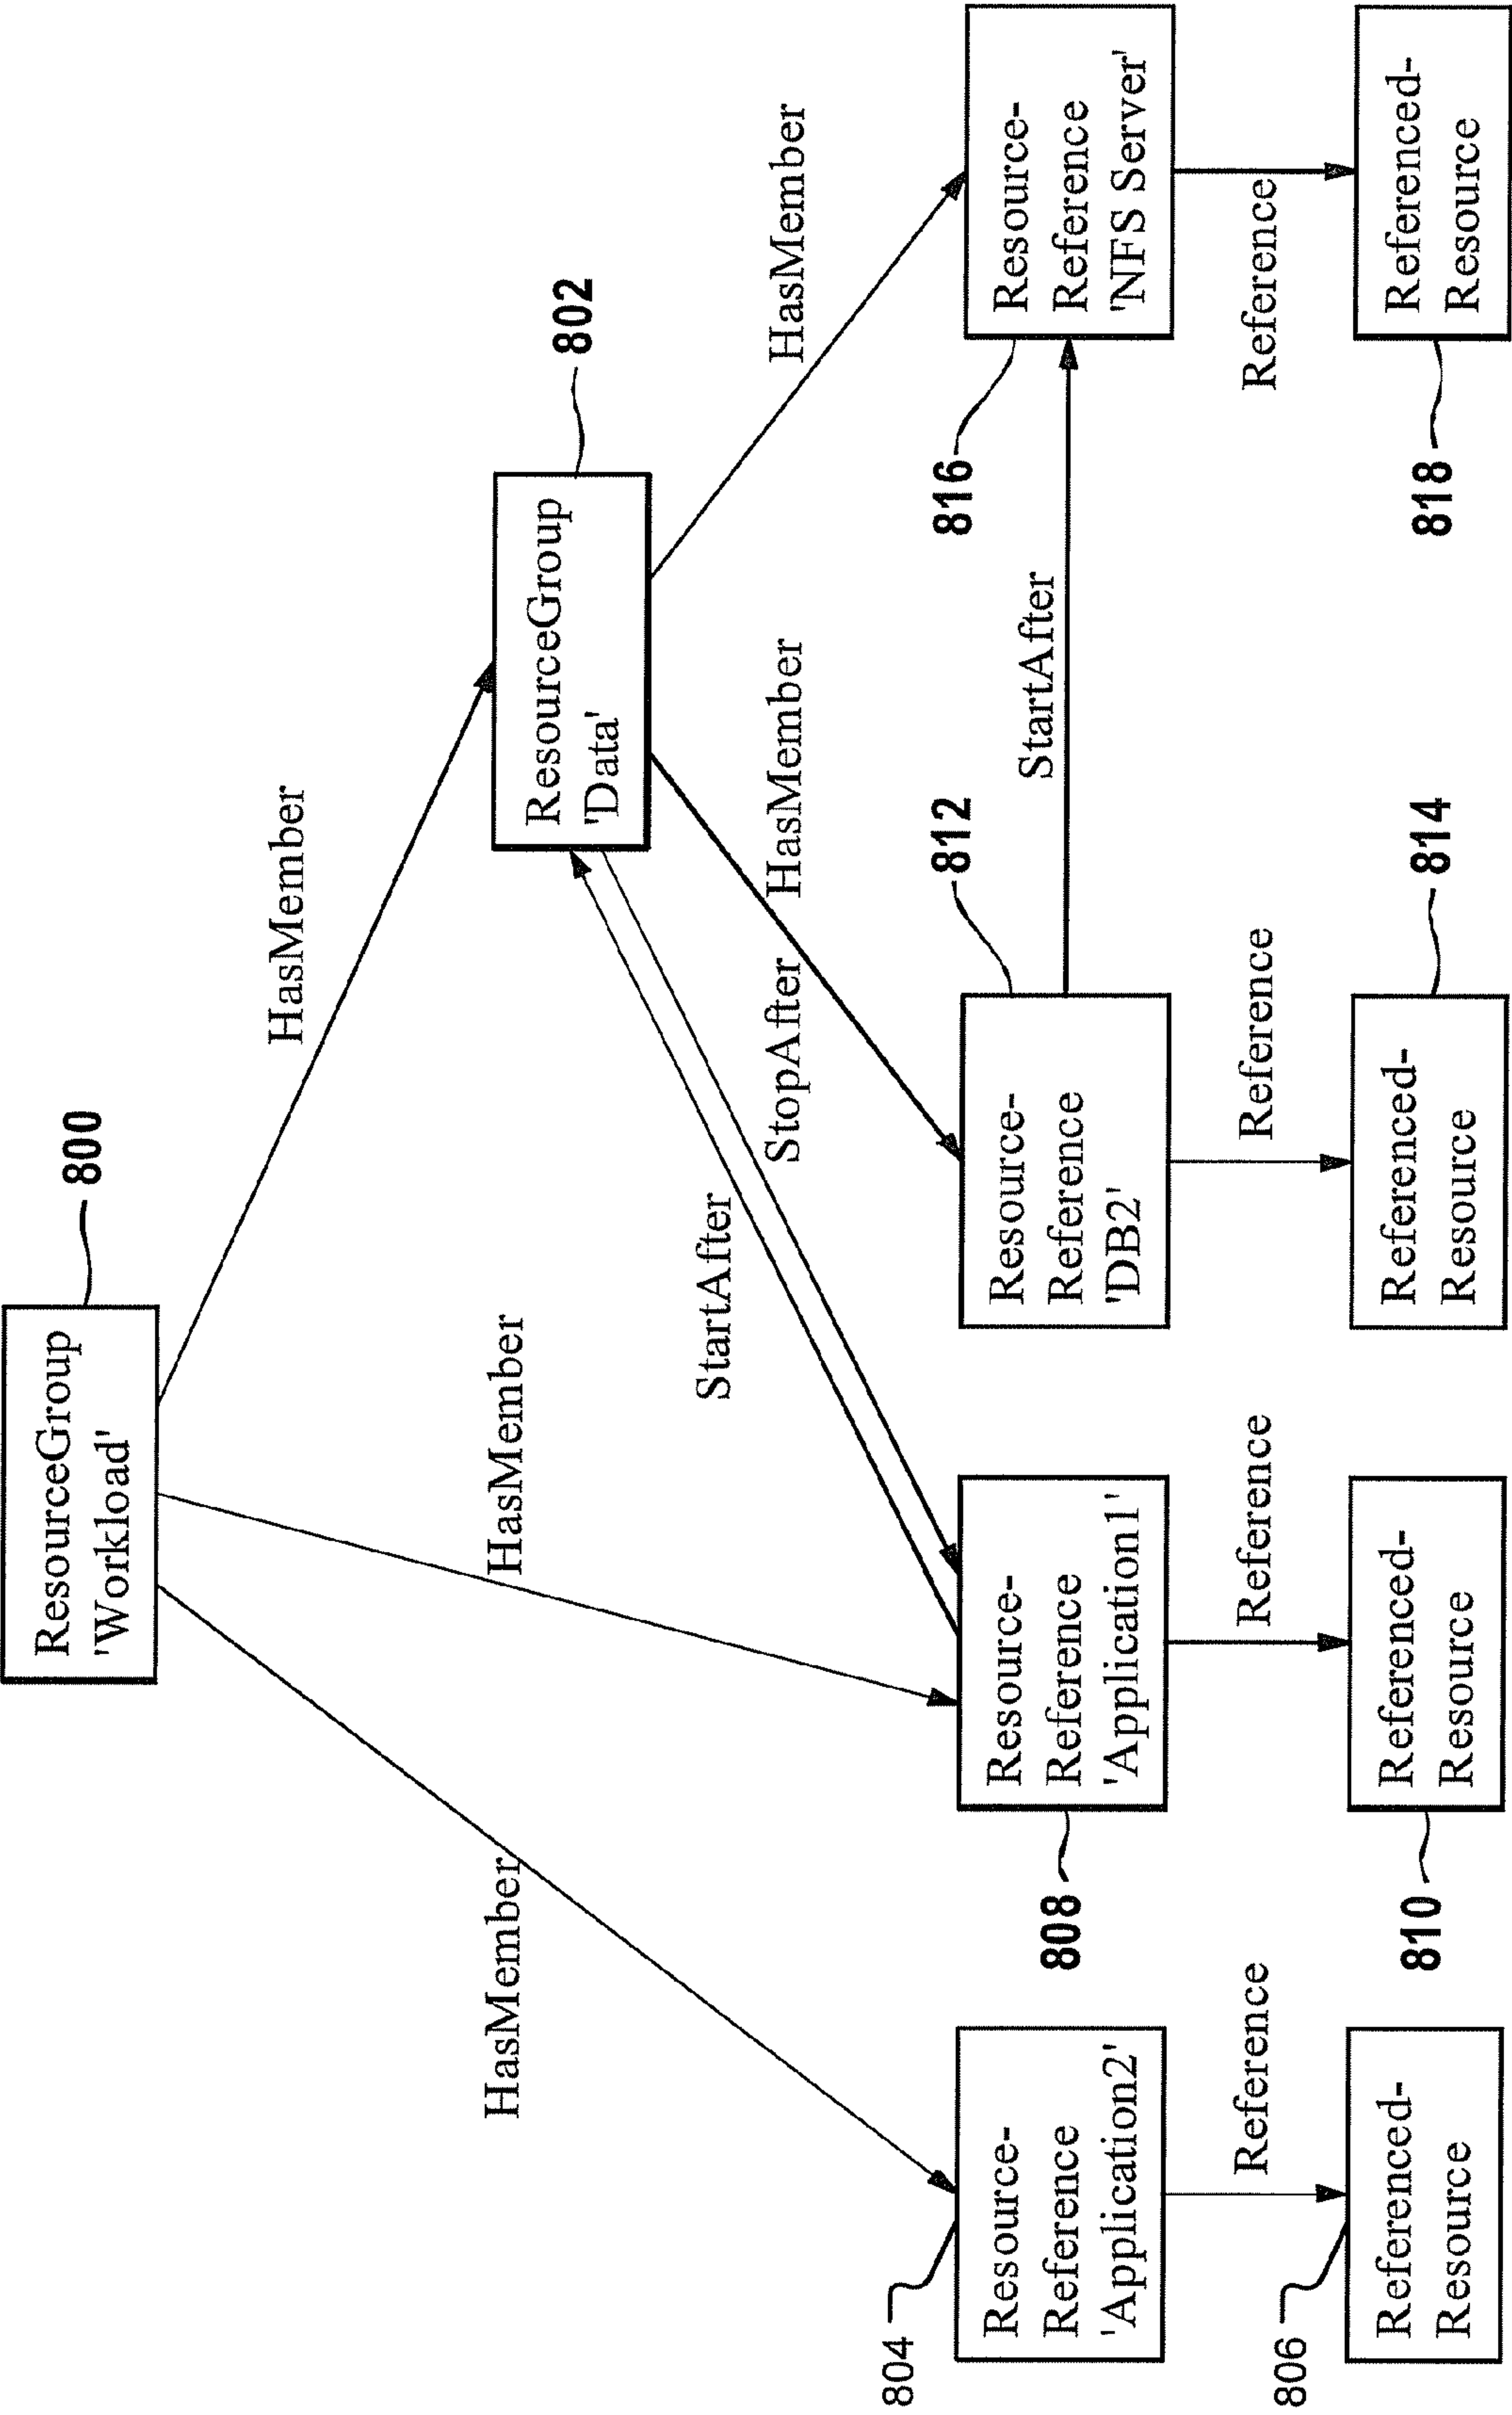 800
ResourceGroup
'Workload'
HasMember
HasMember
HasMember
802
ResourceGroup
'Data'
StartAfter
StopAfter
HasMember
HasMember
804
Resource-
Reference
'Application2'
808
Resource-
Reference
'Application1'
812
Resource-
Reference
'DB2'
StartAfter
816
Resource-
Reference
'NFS Server'
Reference
Reference
Reference
Reference
806
Referenced-
Resource
810
Referenced-
Resource
814
Referenced-
Resource
818
Referenced-
Resource